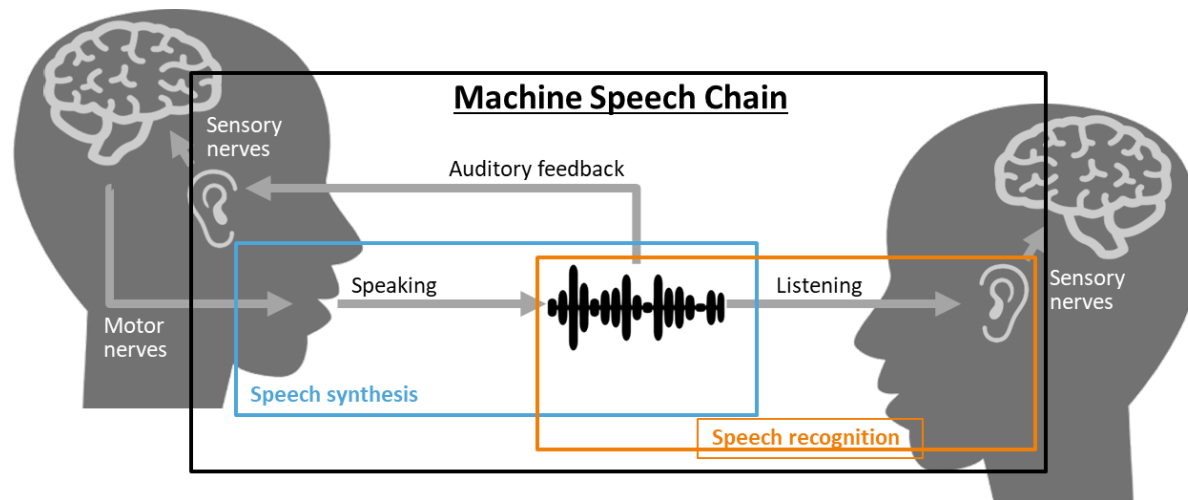 Machine Speech Chain
Sensory
nerves
Auditory feedback
Speaking
Listening
Sensory
nerves
Motor
nerves
Speech synthesis
Speech recognition